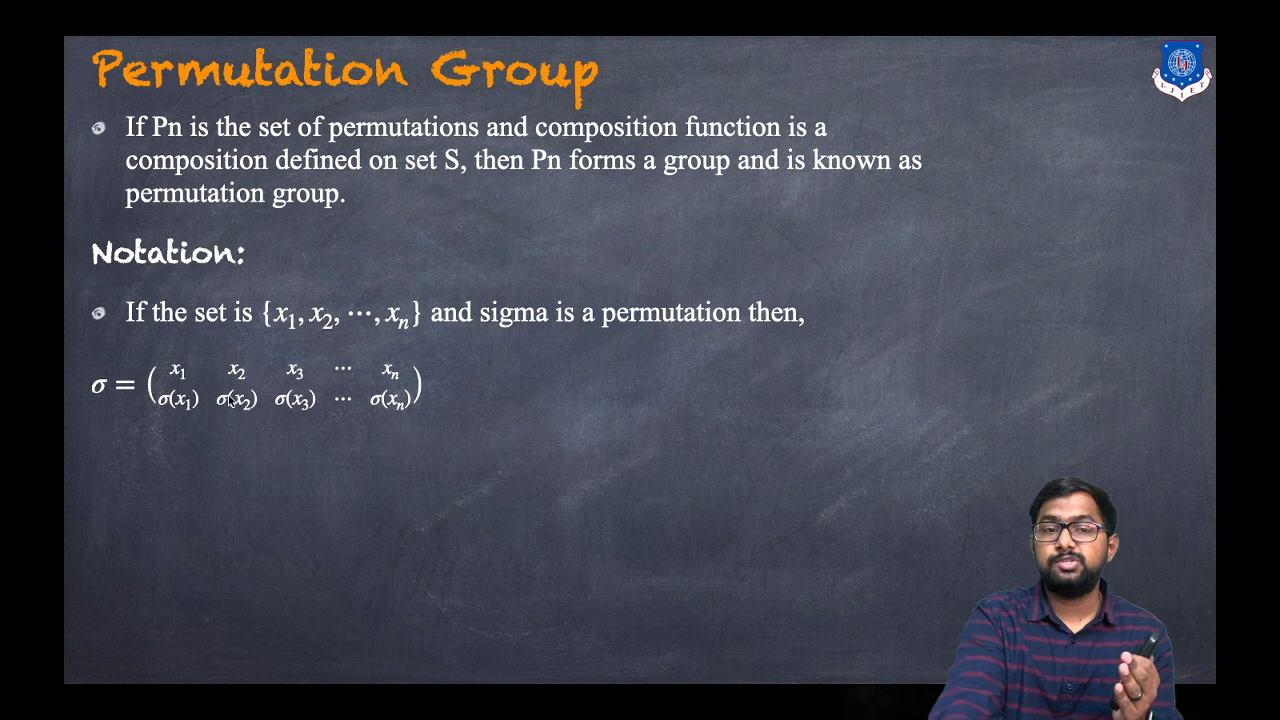 Permutation Group
If Pn is the set of permutations and composition function is a
composition defined on set S, then Pn forms a group and is known as
permutation group.
Notation:
If the set is {x₁, x₂, ⋯, xₙ} and sigma is a permutation then,
σ = ( x₁ x₂ x₃ ⋯ xₙ
σ(x₁) σ(x₂) σ(x₃) ⋯ σ(xₙ) )
LJIET